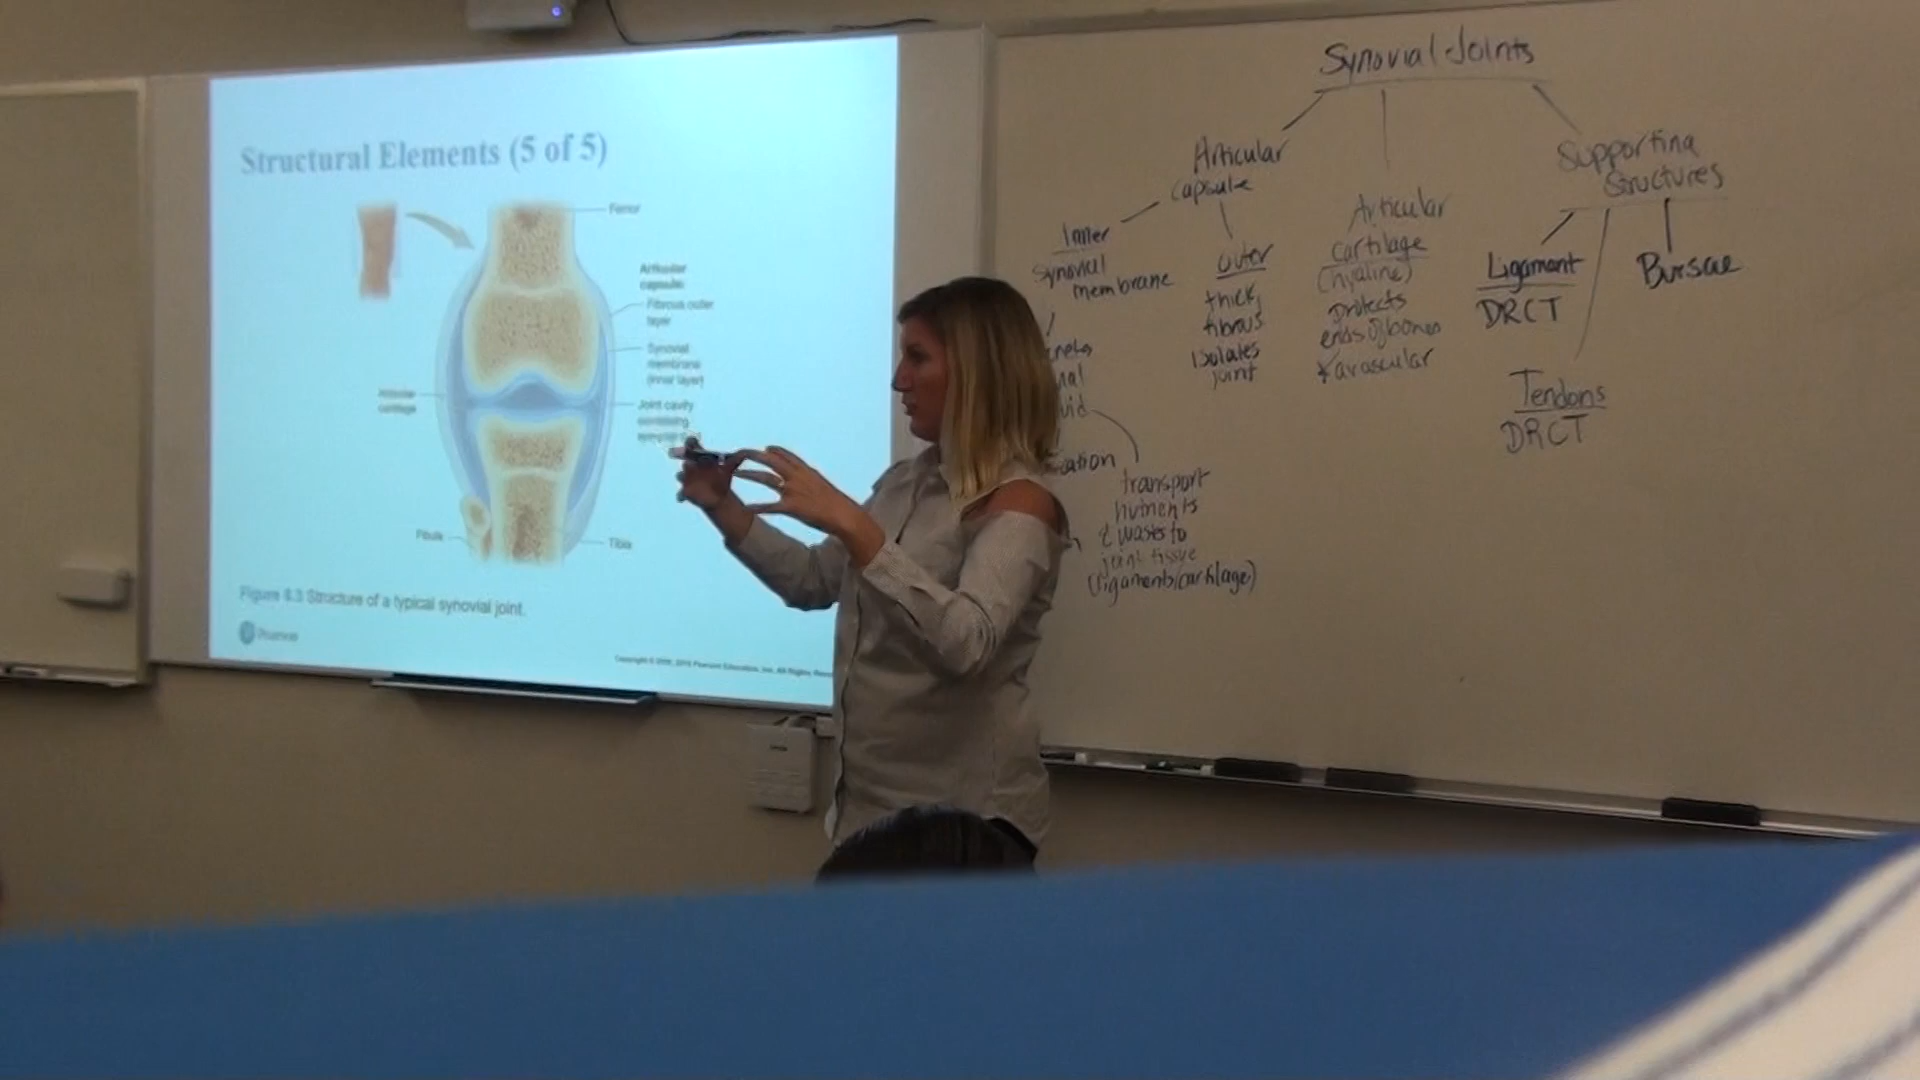 Structural Elements (5 of 5)
Femur
Articular
capsule
Fibrous outer
layer
Synovial
membrane
(inner layer)
Articular
cartilage
Joint cavity
containing
Fibula
Tibia
Figure 8.3 Structure of a typical synovial joint.
Pearson
Synovial Joints
Articular
capsule
Inner
Synovial
membrane
outer
thick,
fibrous
isolates
joint
transport
nutrients
& wastes to
joint tissue
(ligaments/cartilage)
Articular
cartilage
(hyaline)
protects
ends of bones
*avascular
Supporting
Structures
Ligament
DRCT
Tendons
DRCT
Bursae